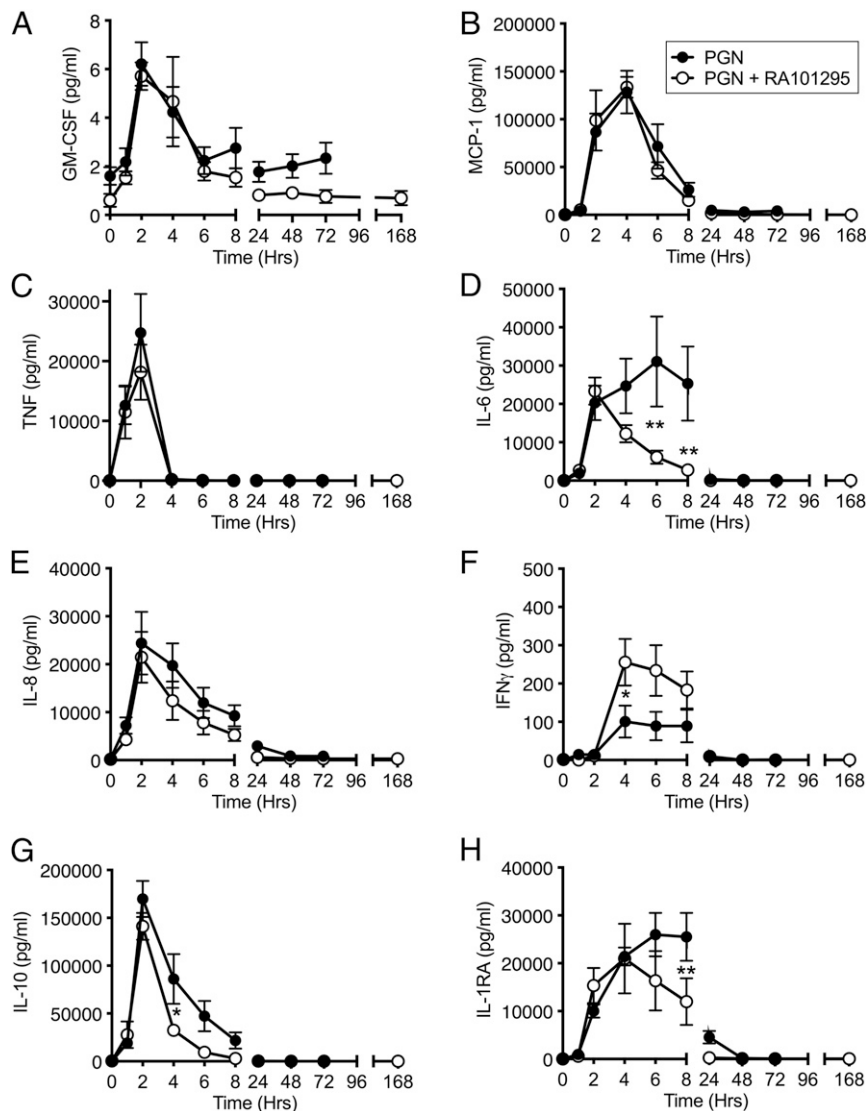 A
GM-CSF (pg/ml)
8
6
4
2
0
0 2 4 6 8 24 48 72 96 168
Time (Hrs)
B
MCP-1 (pg/ml)
200000
150000
100000
50000
0
PGN
PGN + RA101295
0 2 4 6 8 24 48 72 96 168
Time (Hrs)
C
TNF (pg/ml)
30000
20000
10000
0
0 2 4 6 8 24 48 72 96 168
Time (Hrs)
D
IL-6 (pg/ml)
50000
40000
30000
20000
10000
0
**
**
0 2 4 6 8 24 48 72 96 168
Time (Hrs)
E
IL-8 (pg/ml)
40000
30000
20000
10000
0
0 2 4 6 8 24 48 72 96 168
Time (Hrs)
F
IFNγ (pg/ml)
500
400
300
200
100
0
*
0 2 4 6 8 24 48 72 96 168
Time (Hrs)
G
IL-10 (pg/ml)
200000
150000
100000
50000
0
*
0 2 4 6 8 24 48 72 96 168
Time (Hrs)
H
IL-1RA (pg/ml)
40000
30000
20000
10000
0
**
0 2 4 6 8 24 48 72 96 168
Time (Hrs)